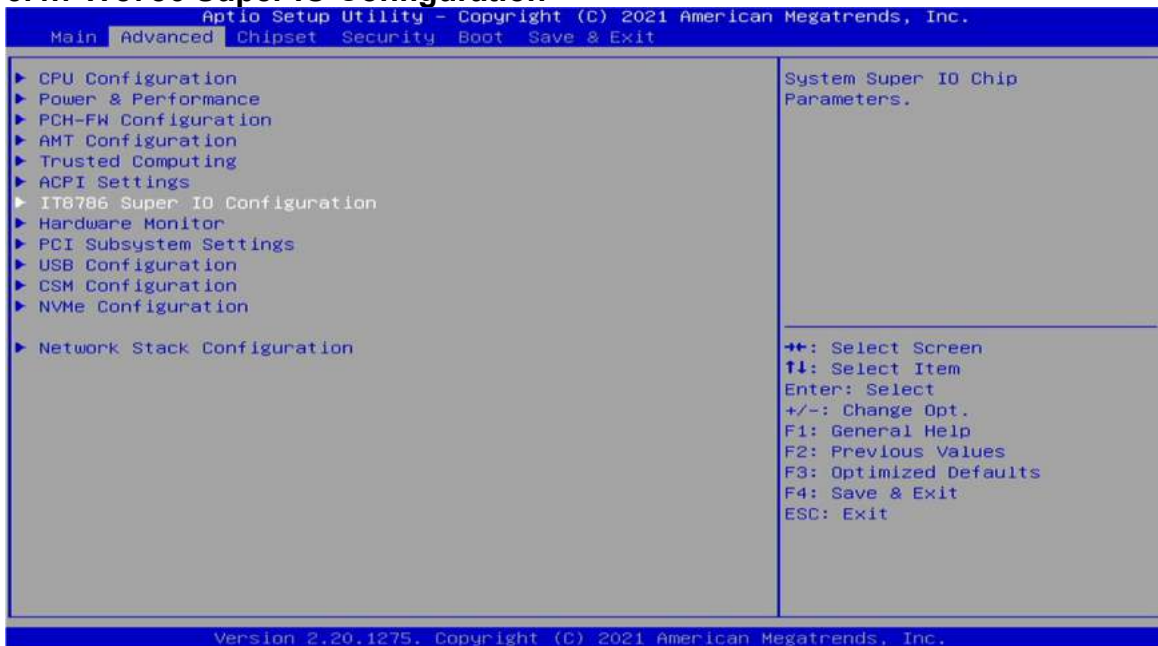 Aptio Setup Utility – Copyright (C) 2021 American Megatrends, Inc.
Main Advanced Chipset Security Boot Save & Exit
▶ CPU Configuration
▶ Power & Performance
▶ PCH-FW Configuration
▶ AMT Configuration
▶ Trusted Computing
▶ ACPI Settings
▶ IT8786 Super IO Configuration
▶ Hardware Monitor
▶ PCI Subsystem Settings
▶ USB Configuration
▶ CSM Configuration
▶ NVMe Configuration
▶ Network Stack Configuration
System Super IO Chip
Parameters.
→←: Select Screen
↑↓: Select Item
Enter: Select
+/-: Change Opt.
F1: General Help
F2: Previous Values
F3: Optimized Defaults
F4: Save & Exit
ESC: Exit
Version 2.20.1275. Copyright (C) 2021 American Megatrends, Inc.